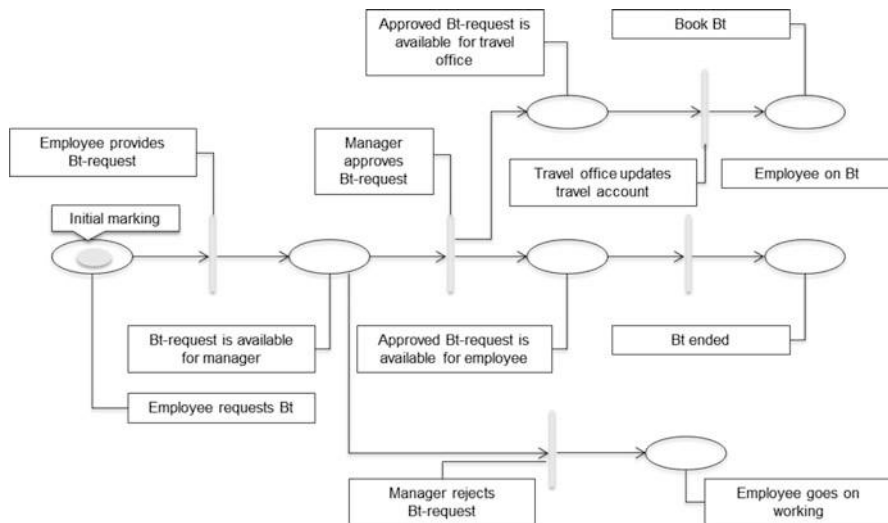 Approved Bt-request is
available for travel
office
Book Bt
Employee provides
Bt-request
Manager
approves
Bt-request
Travel office updates
travel account
Employee on Bt
Initial marking
Bt-request is available
for manager
Approved Bt-request is
available for employee
Bt ended
Employee requests Bt
Manager rejects
Bt-request
Employee goes on
working